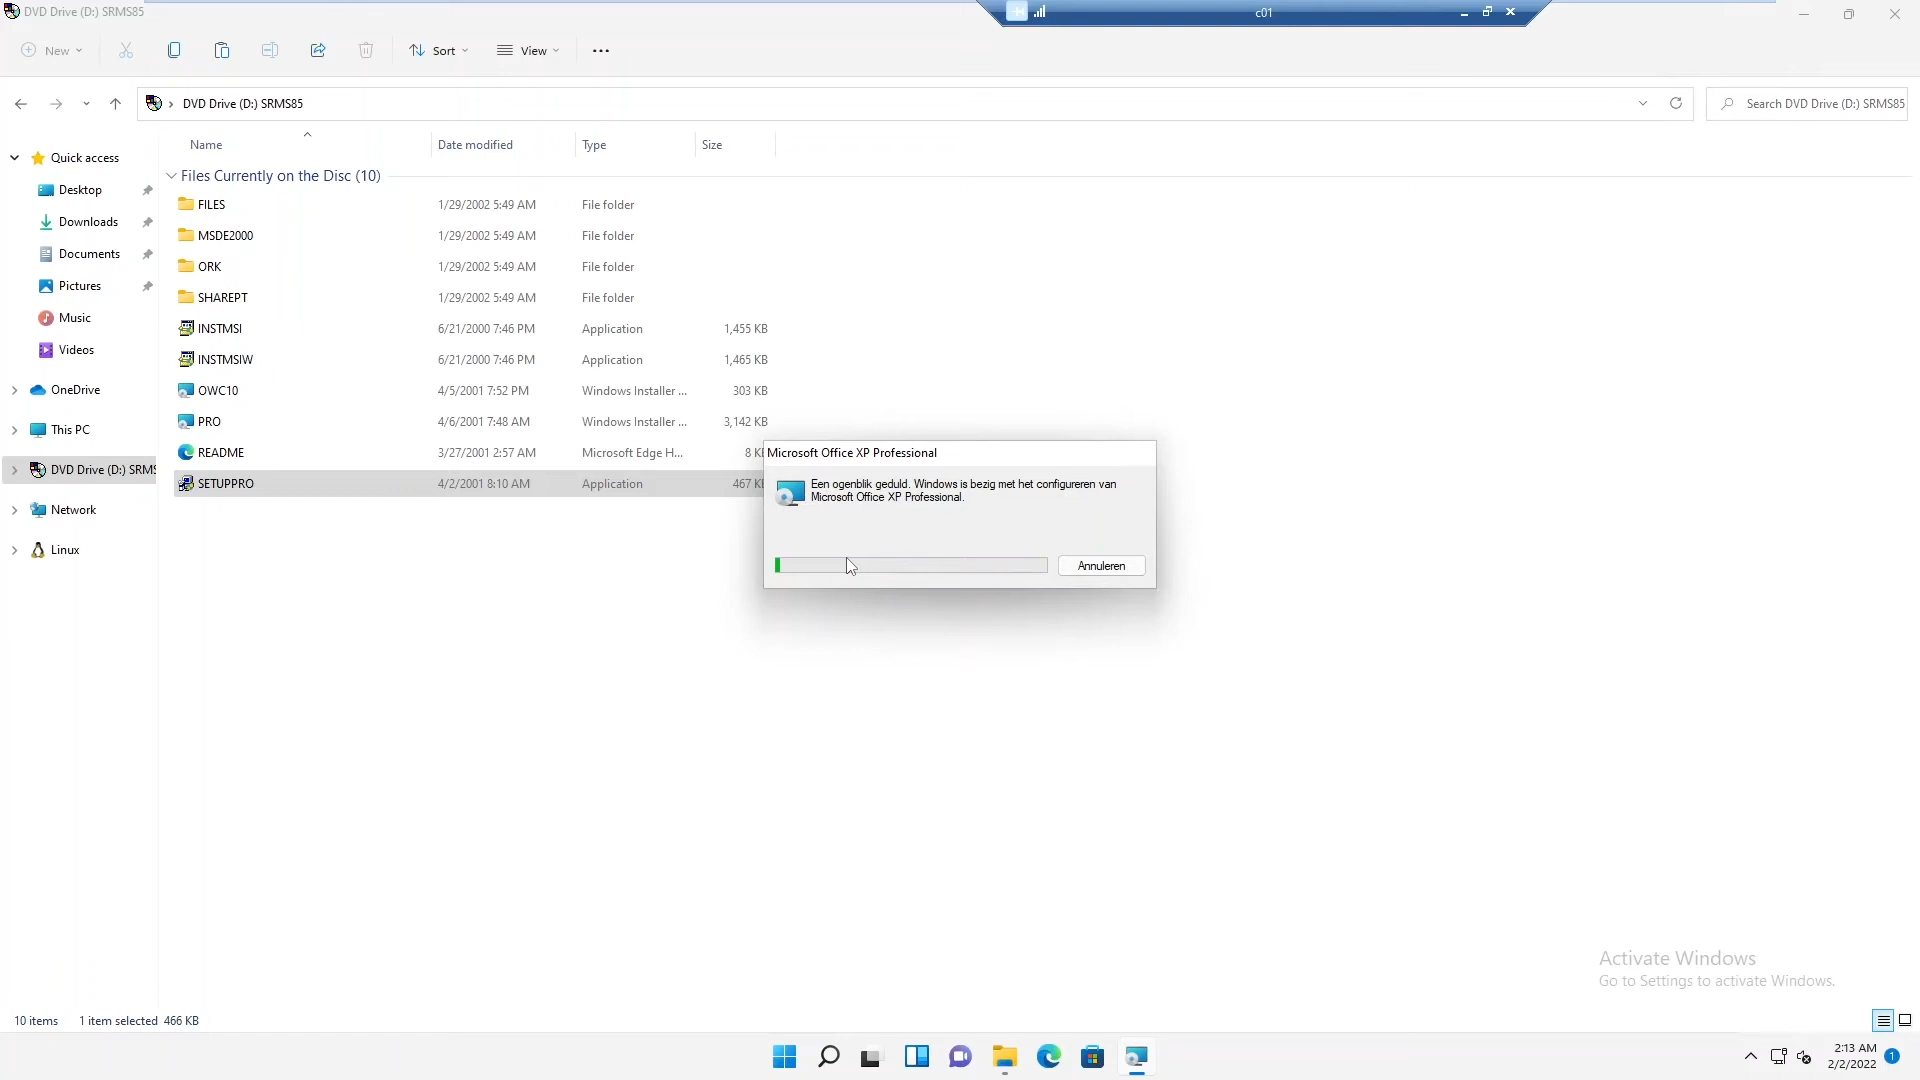 DVD Drive (D:) SRMS85
c01
New
Sort
View
DVD Drive (D:) SRMS85
Search DVD Drive (D:) SRMS85
Name Date modified Type Size
Quick access
Desktop
Downloads
Documents
Pictures
Music
Videos
OneDrive
This PC
DVD Drive (D:) SRMS
Network
Linux
Files Currently on the Disc (10)
FILES 1/29/2002 5:49 AM File folder
MSDE2000 1/29/2002 5:49 AM File folder
ORK 1/29/2002 5:49 AM File folder
SHAREPT 1/29/2002 5:49 AM File folder
INSTMSI 6/21/2000 7:46 PM Application 1,455 KB
INSTMSIW 6/21/2000 7:46 PM Application 1,465 KB
OWC10 4/5/2001 7:52 PM Windows Installer ... 303 KB
PRO 4/6/2001 7:48 AM Windows Installer ... 3,142 KB
README 3/27/2001 2:57 AM Microsoft Edge H... 8
SETUPPRO 4/2/2001 8:10 AM Application 467
Microsoft Office XP Professional
Een ogenblik geduld. Windows is bezig met het configureren van
Microsoft Office XP Professional.
Annuleren
Activate Windows
Go to Settings to activate Windows.
10 items 1 item selected 466 KB
2:13 AM
2/2/2022
1